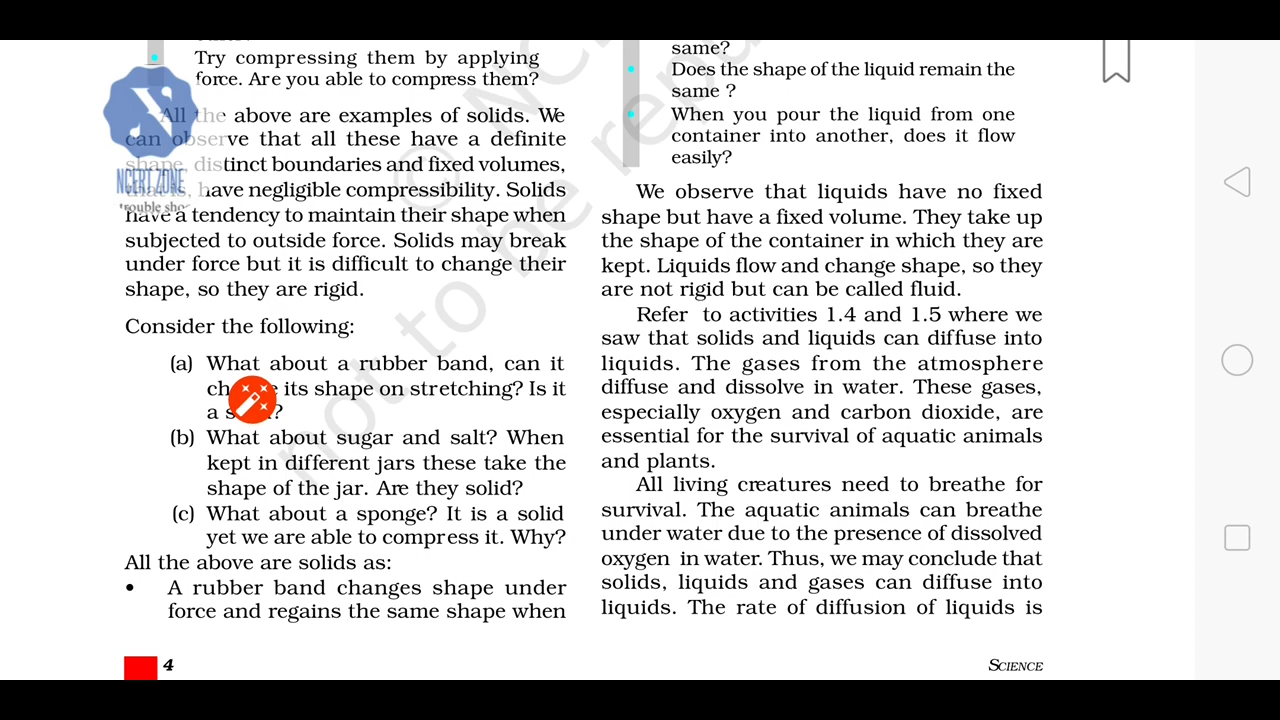 Try compressing them by applying
force. Are you able to compress them?
All the above are examples of solids. We
can observe that all these have a definite
shape, distinct boundaries and fixed volumes,
that is, have negligible compressibility. Solids
have a tendency to maintain their shape when
subjected to outside force. Solids may break
under force but it is difficult to change their
shape, so they are rigid.
Consider the following:
(a) What about a rubber band, can it
its shape on stretching? Is it
a
(b) What about sugar and salt? When
kept in different jars these take the
shape of the jar. Are they solid?
(c) What about a sponge? It is a solid
yet we are able to compress it. Why?
All the above are solids as:
• A rubber band changes shape under
force and regains the same shape when
4
same?
• Does the shape of the liquid remain the
same ?
• When you pour the liquid from one
container into another, does it flow
easily?
We observe that liquids have no fixed
shape but have a fixed volume. They take up
the shape of the container in which they are
kept. Liquids flow and change shape, so they
are not rigid but can be called fluid.
Refer to activities 1.4 and 1.5 where we
saw that solids and liquids can diffuse into
liquids. The gases from the atmosphere
diffuse and dissolve in water. These gases,
especially oxygen and carbon dioxide, are
essential for the survival of aquatic animals
and plants.
All living creatures need to breathe for
survival. The aquatic animals can breathe
under water due to the presence of dissolved
oxygen in water. Thus, we may conclude that
solids, liquids and gases can diffuse into
liquids. The rate of diffusion of liquids is
SCIENCE
NCERT ZONE
not to be